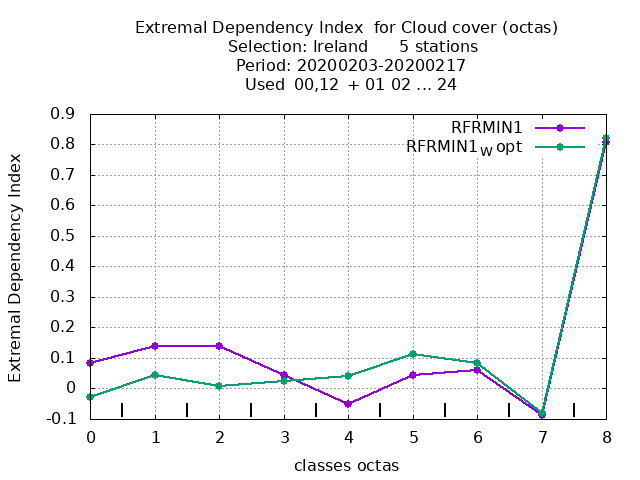 Extremal Dependency Index  for Cloud cover (octas)
Selection: Ireland      5 stations
Period: 20200203-20200217
Used  00,12  + 01 02 ... 24
RFRMIN1
RFRMIN1W opt
Extremal Dependency Index
0.9
0.8
0.7
0.6
0.5
0.4
0.3
0.2
0.1
0
-0.1
0 1 2 3 4 5 6 7 8
classes octas